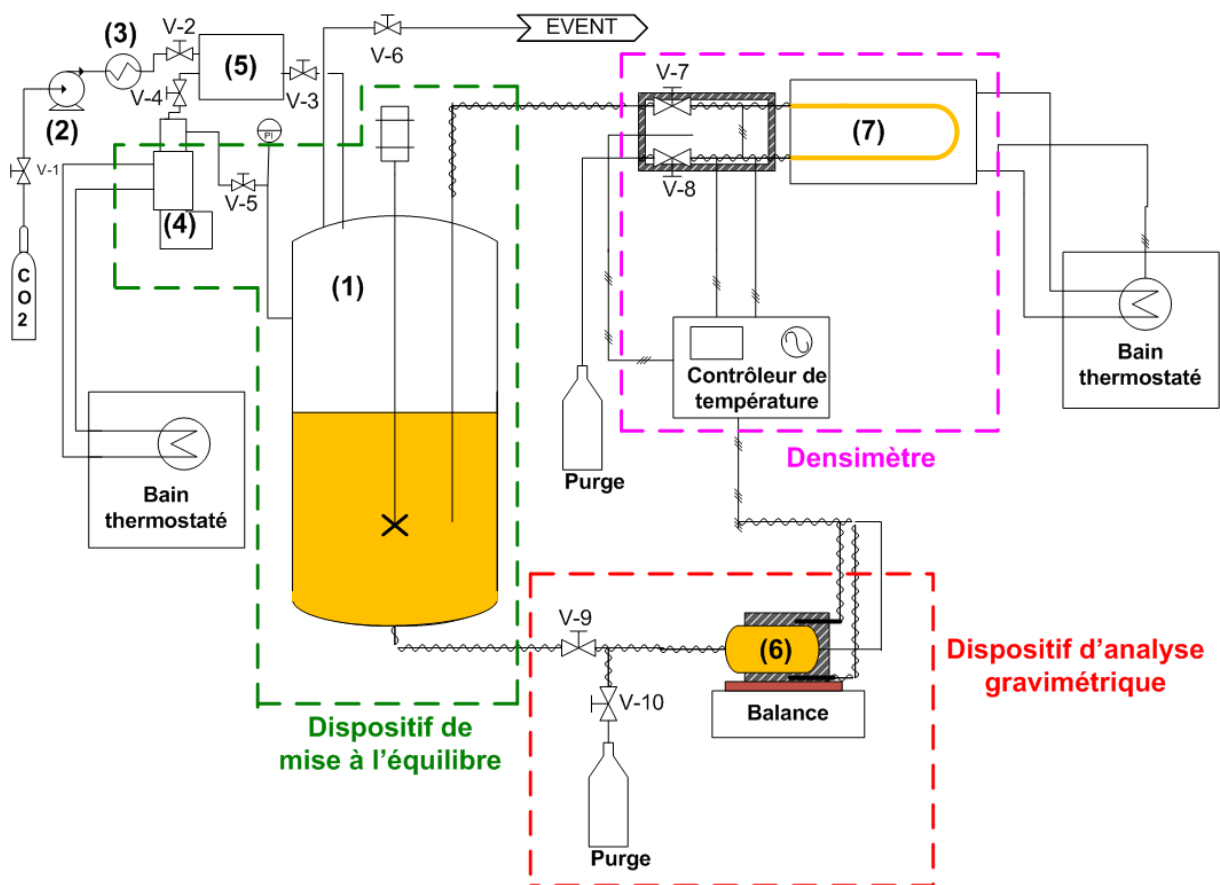 EVENT
V-6
(3)
V-2
(5)
V-3
V-4
(2)
V-1
PI
V-5
(4)
CO2
(1)
V-7
V-8
(7)
Contrôleur de
température
Densimètre
Purge
Bain
thermostaté
Bain
thermostaté
V-9
(6)
V-10
Balance
Purge
Dispositif d’analyse
gravimétrique
Dispositif de
mise à l’équilibre